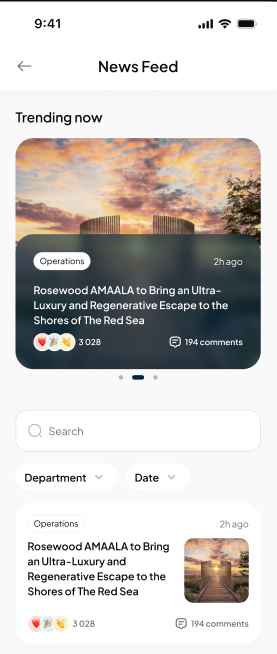 9:41
News Feed
Trending now
Operations
2h ago
Rosewood AMAALA to Bring an Ultra-
Luxury and Regenerative Escape to the
Shores of The Red Sea
3 028
194 comments
Search
Department
Date
Operations
2h ago
Rosewood AMAALA to Bring
an Ultra-Luxury and
Regenerative Escape to the
Shores of The Red Sea
3 028
194 comments